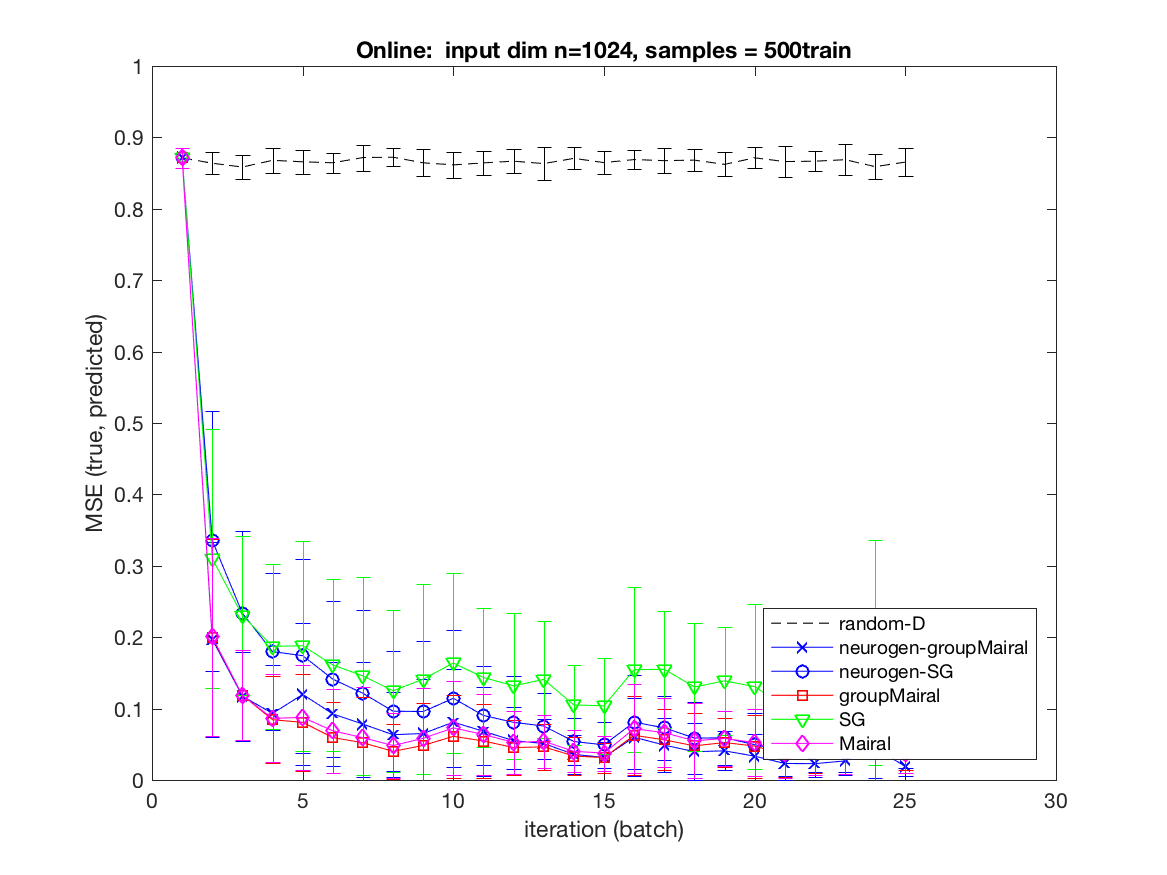 Online:  input dim n=1024, samples = 500train
1
0.9
0.8
0.7
0.6
0.5
0.4
0.3
0.2
0.1
0
MSE (true, predicted)
random-D
neurogen-groupMairal
neurogen-SG
groupMairal
SG
Mairal
0 5 10 15 20 25 30
iteration (batch)